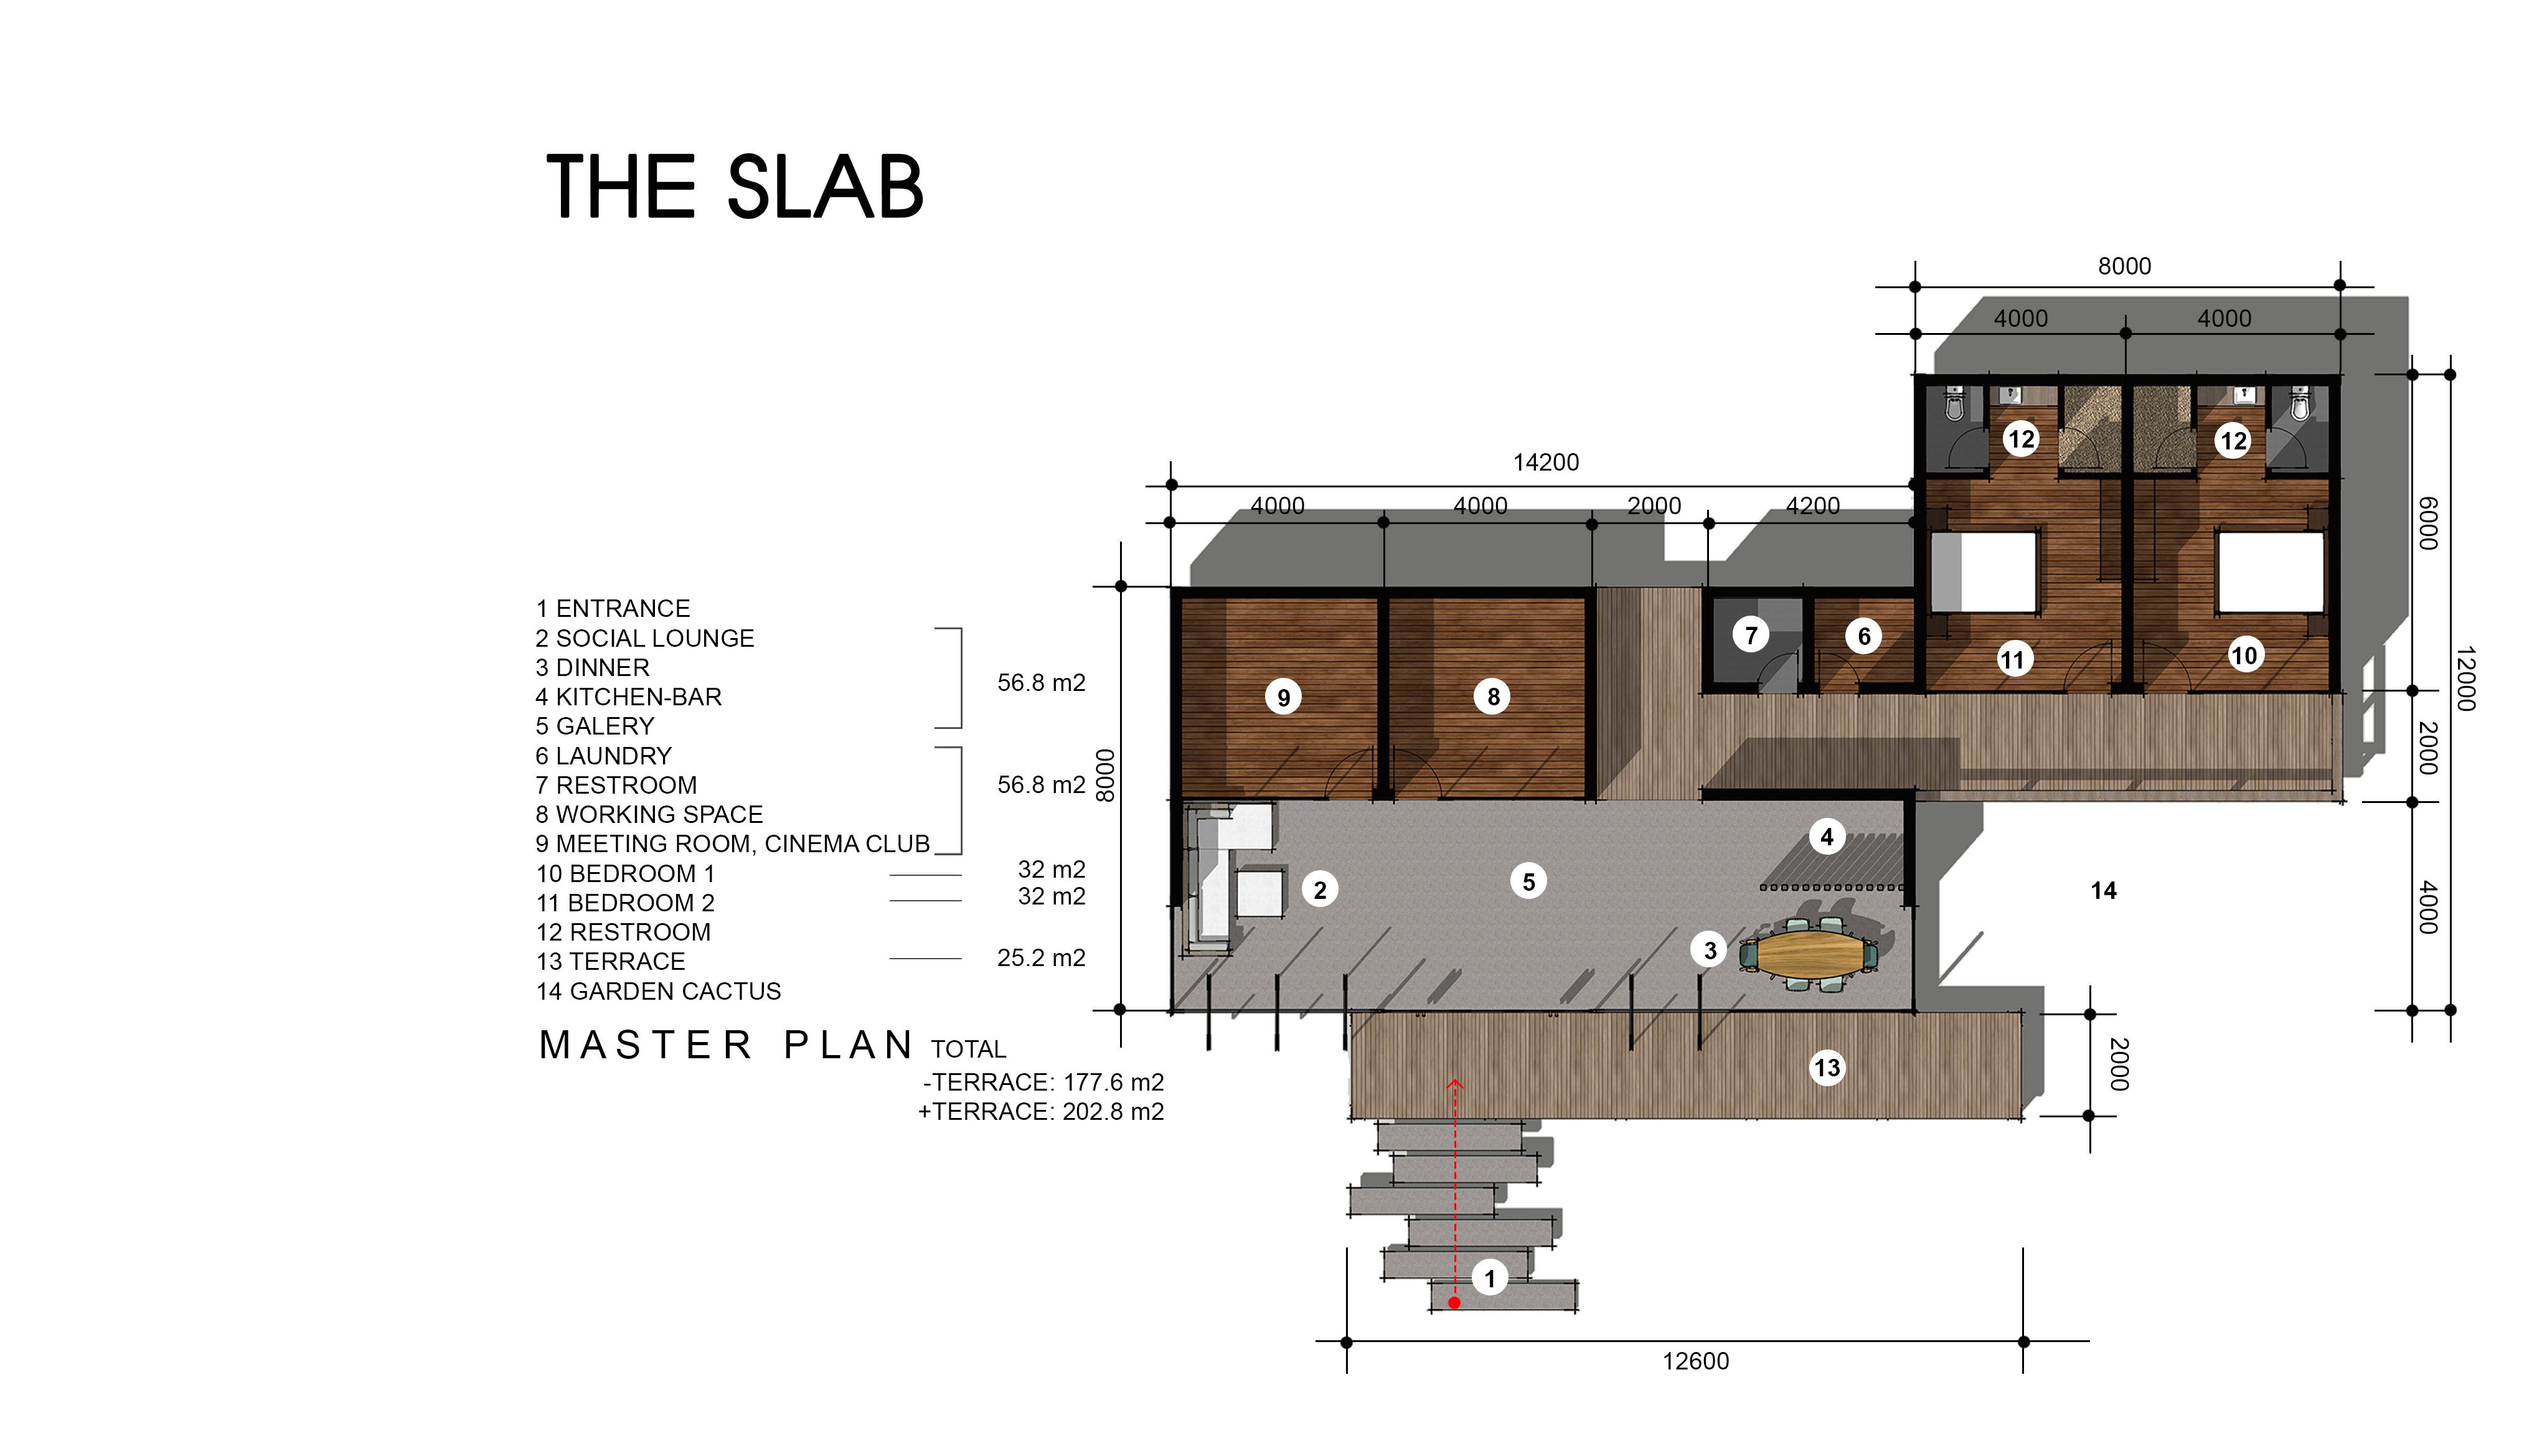 THE SLAB
8000
4000 4000
14200
4000 4000 2000 4200
12 12
6000
1 ENTRANCE
2 SOCIAL LOUNGE
3 DINNER
4 KITCHEN-BAR
5 GALERY
56.8 m2
6 LAUNDRY
7 RESTROOM
8 WORKING SPACE
9 MEETING ROOM, CINEMA CLUB
56.8 m2
10 BEDROOM 1
32 m2
11 BEDROOM 2
32 m2
12 RESTROOM
13 TERRACE
25.2 m2
14 GARDEN CACTUS
MASTER PLAN
TOTAL
-TERRACE: 177.6 m2
+TERRACE: 202.8 m2
7 6 11 10
9 8
12000
8000
2000
4
2 5 14
4000
3
13
2000
1
12600